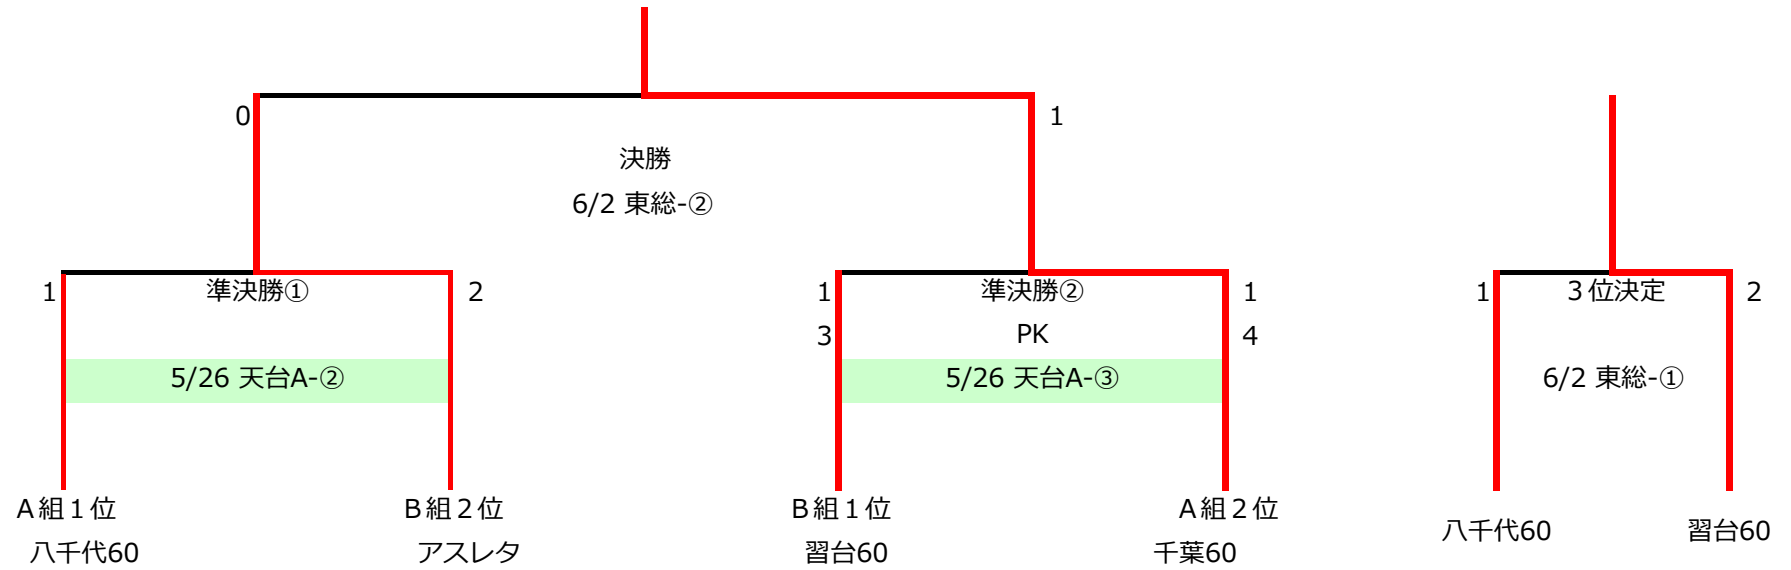 0
1
決勝
6/2 東総-②
1
準決勝①
2
1
準決勝②
1
1
３位決定
2
3
PK
4
5/26 天台A-②
5/26 天台A-③
6/2 東総-①
Ａ組１位
Ｂ組２位
Ｂ組１位
Ａ組２位
八千代60
アスレタ
習台60
千葉60
八千代60
習台60